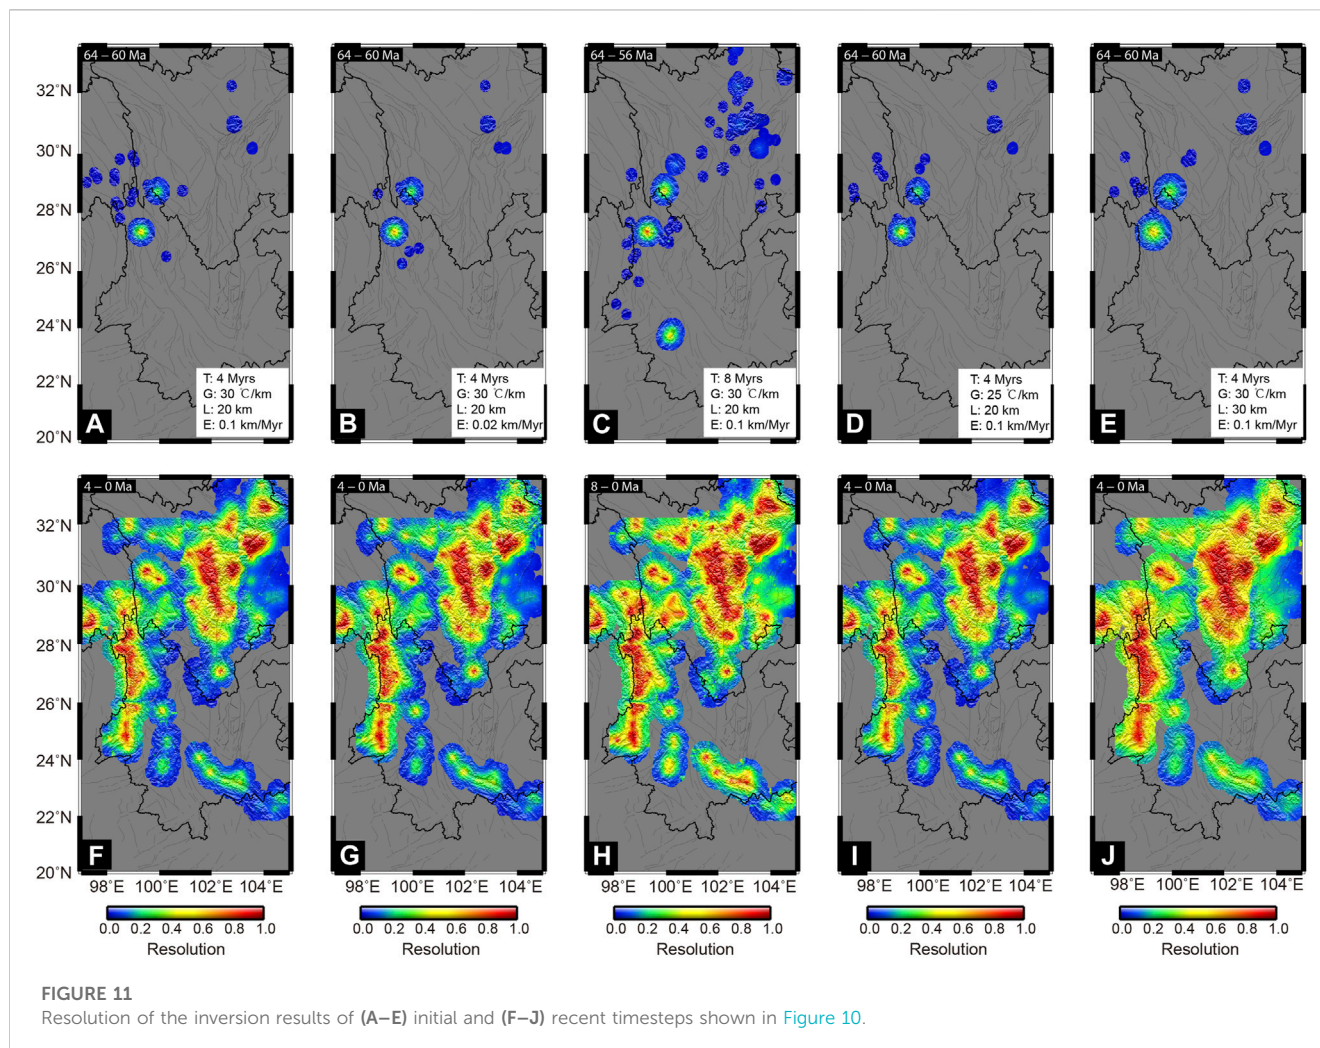 64 – 60 Ma
64 – 60 Ma
64 – 56 Ma
64 – 60 Ma
64 – 60 Ma
32°N
30°N
28°N
26°N
24°N
22°N
20°N
T: 4 Myrs
G: 30 ℃/km
L: 20 km
E: 0.1 km/Myr
A
T: 4 Myrs
G: 30 ℃/km
L: 20 km
E: 0.02 km/Myr
B
T: 8 Myrs
G: 30 ℃/km
L: 20 km
E: 0.1 km/Myr
C
T: 4 Myrs
G: 25 ℃/km
L: 20 km
E: 0.1 km/Myr
D
T: 4 Myrs
G: 30 ℃/km
L: 30 km
E: 0.1 km/Myr
E
4 – 0 Ma
4 – 0 Ma
8 – 0 Ma
4 – 0 Ma
4 – 0 Ma
32°N
30°N
28°N
26°N
24°N
22°N
20°N
F
G
H
I
J
98°E 100°E 102°E 104°E
98°E 100°E 102°E 104°E
98°E 100°E 102°E 104°E
98°E 100°E 102°E 104°E
98°E 100°E 102°E 104°E
0.0 0.2 0.4 0.6 0.8 1.0
0.0 0.2 0.4 0.6 0.8 1.0
0.0 0.2 0.4 0.6 0.8 1.0
0.0 0.2 0.4 0.6 0.8 1.0
0.0 0.2 0.4 0.6 0.8 1.0
Resolution
Resolution
Resolution
Resolution
Resolution
FIGURE 11
Resolution of the inversion results of (A–E) initial and (F–J) recent timesteps shown in Figure 10.